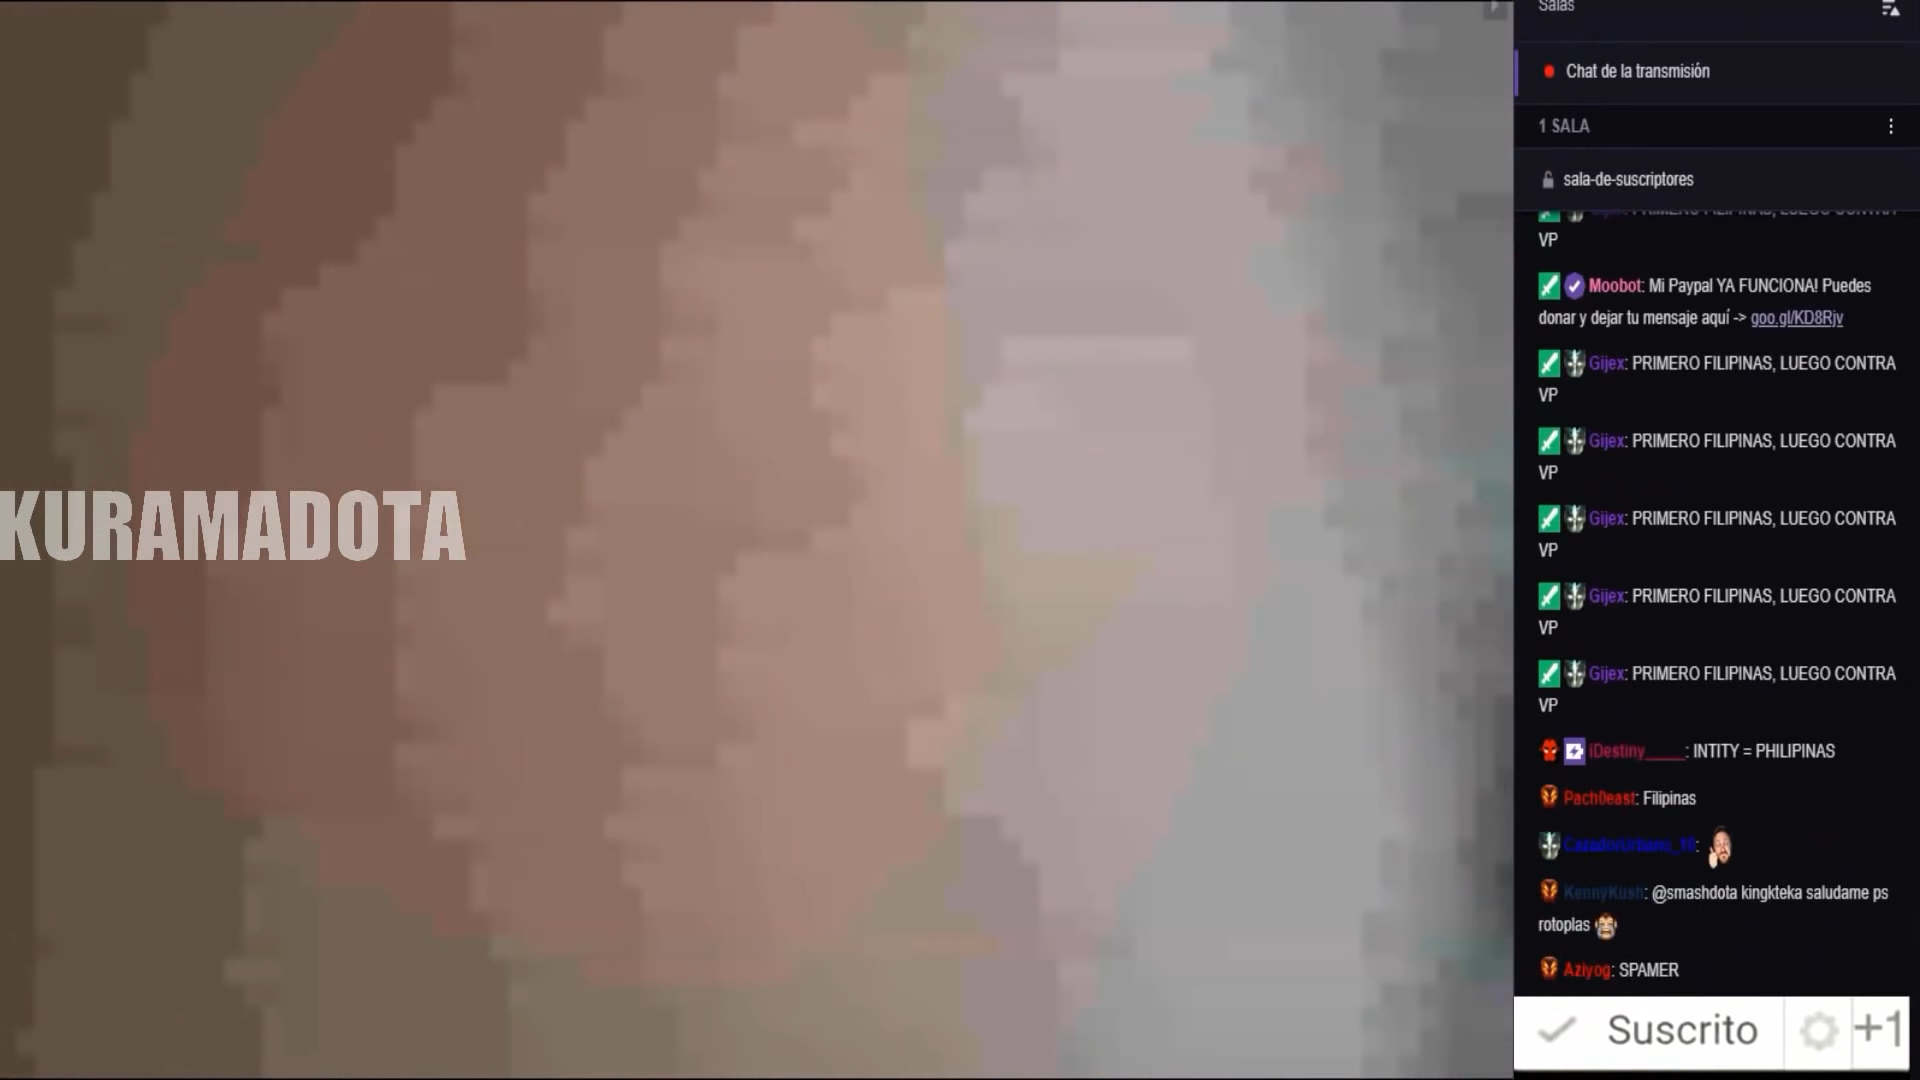 KURAMADOTA
Salas
Chat de la transmisión
1 SALA
sala-de-suscriptores
VP
Moobot: Mi Paypal YA FUNCIONA! Puedes
donar y dejar tu mensaje aquí -> goo.gl/KD8Rjv
Gijex: PRIMERO FILIPINAS, LUEGO CONTRA
VP
Gijex: PRIMERO FILIPINAS, LUEGO CONTRA
VP
Gijex: PRIMERO FILIPINAS, LUEGO CONTRA
VP
Gijex: PRIMERO FILIPINAS, LUEGO CONTRA
VP
Gijex: PRIMERO FILIPINAS, LUEGO CONTRA
VP
iDestiny____: INTITY = PHILIPINAS
Pach0east: Filipinas
KennyKush: @smashdota kingkteka saludame ps
rotoplas
Aziyog: SPAMER
Suscrito
+1